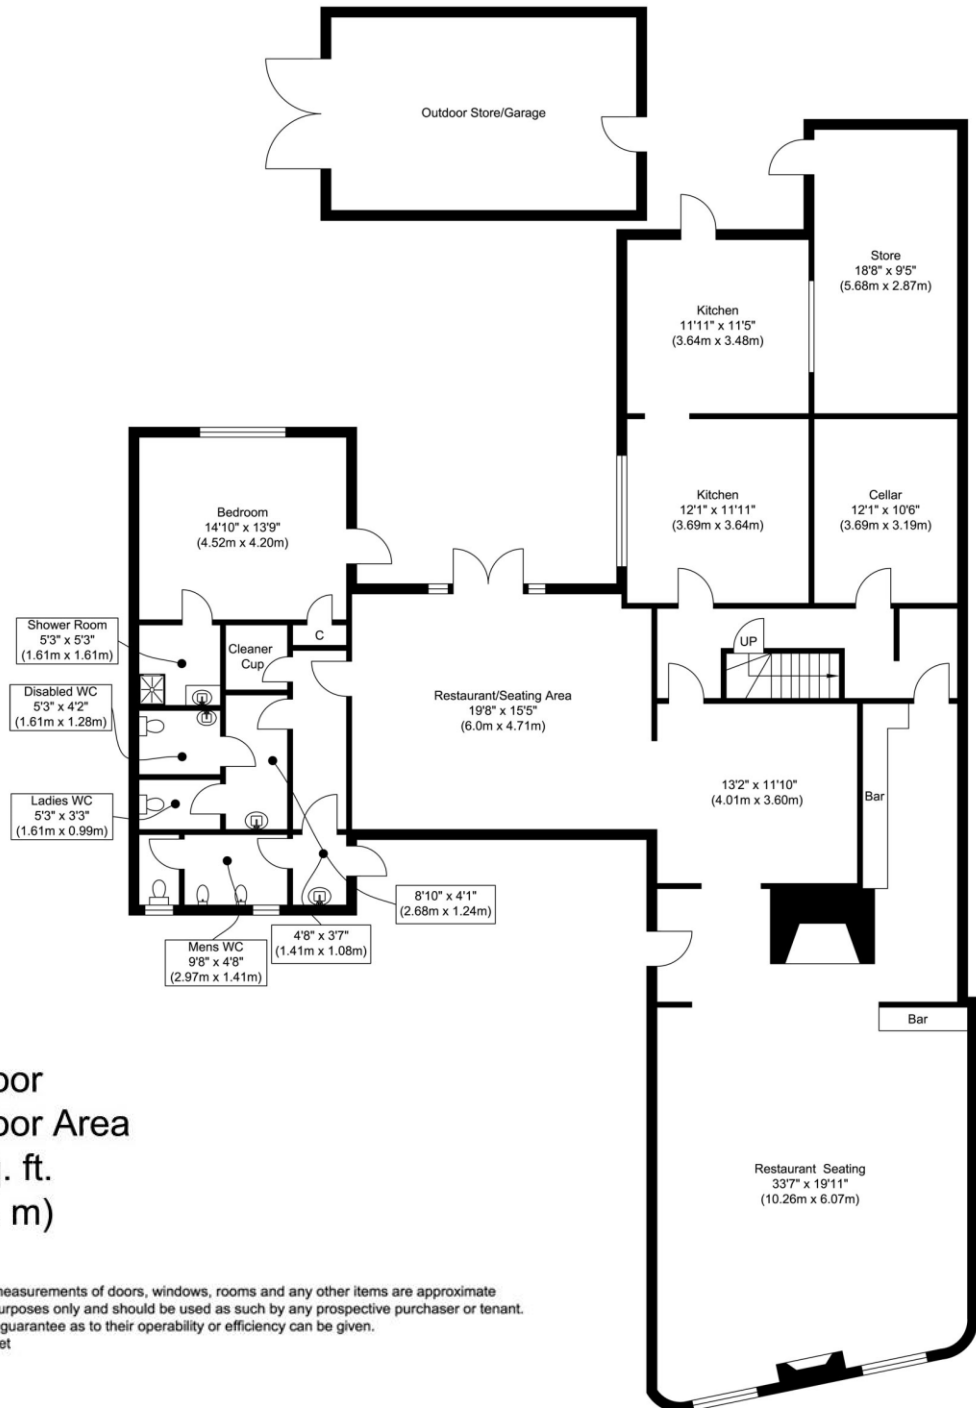 Outdoor Store/Garage
Store
18'8" x 9'5"
(5.68m x 2.87m)
Kitchen
11'11" x 11'5"
(3.64m x 3.48m)
Kitchen
12'1" x 11'11"
(3.69m x 3.64m)
Cellar
12'1" x 10'6"
(3.69m x 3.19m)
Bedroom
14'10" x 13'9"
(4.52m x 4.20m)
Shower Room
5'3" x 5'3"
(1.61m x 1.61m)
Cleaner
Cup
C
UP
Disabled WC
5'3" x 4'2"
(1.61m x 1.28m)
Restaurant/Seating Area
19'8" x 15'5"
(6.0m x 4.71m)
Ladies WC
5'3" x 3'3"
(1.61m x 0.99m)
13'2" x 11'10"
(4.01m x 3.60m)
Bar
8'10" x 4'1"
(2.68m x 1.24m)
4'8" x 3'7"
(1.41m x 1.08m)
Mens WC
9'8" x 4'8"
(2.97m x 1.41m)
Bar
Restaurant Seating
33'7" x 19'11"
(10.26m x 6.07m)
oor
oor Area
. ft.
m)
measurements of doors, windows, rooms and any other items are approximate
urposes only and should be used as such by any prospective purchaser or tenant.
guarantee as to their operability or efficiency can be given.
et